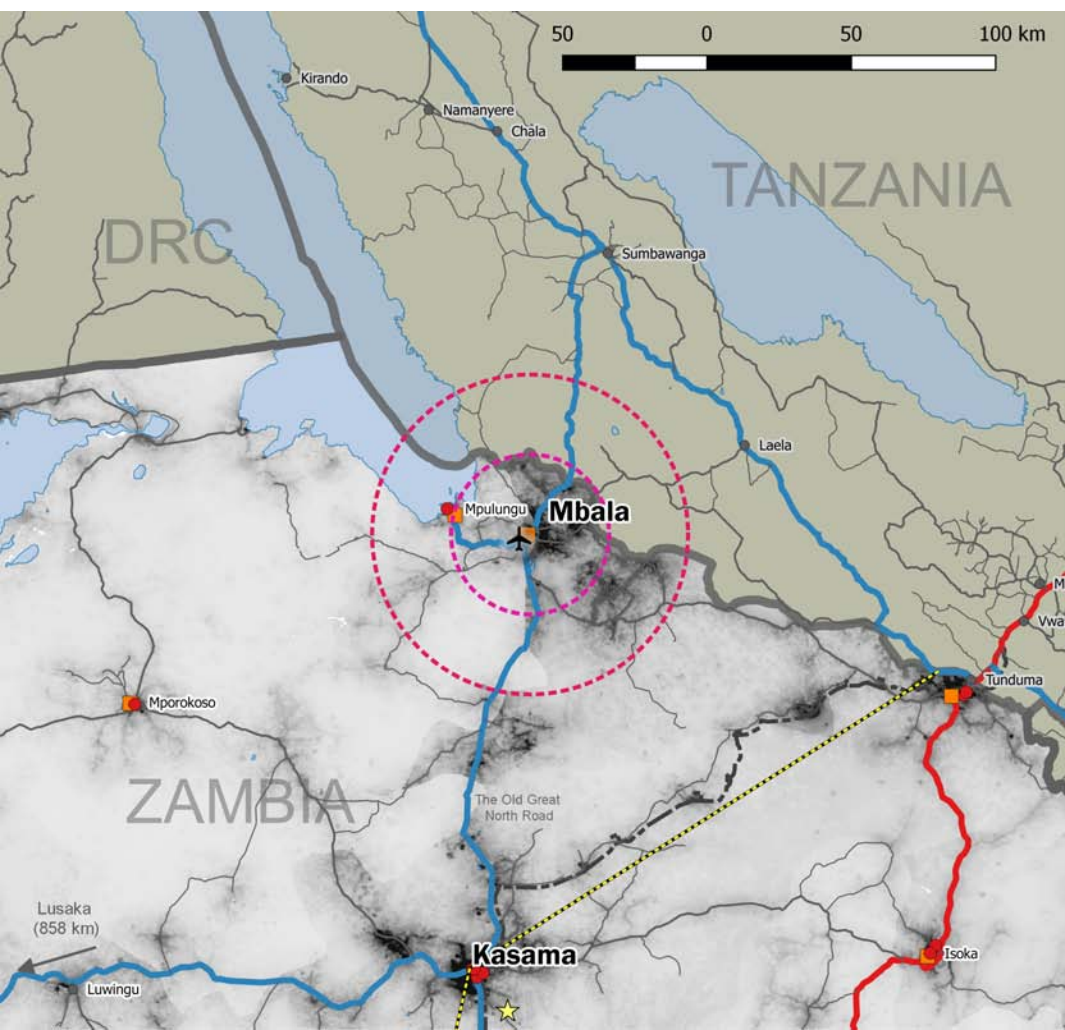 50 0 50 100 km
Kirando
Namanyere
Chala
TANZANIA
DRC
Sumbawanga
Laela
Mpulungu
Mbala
Tunduma
Mporokoso
ZAMBIA
The Old Great
North Road
Lusaka
(858 km)
Kasama
Isoka
Luwingu